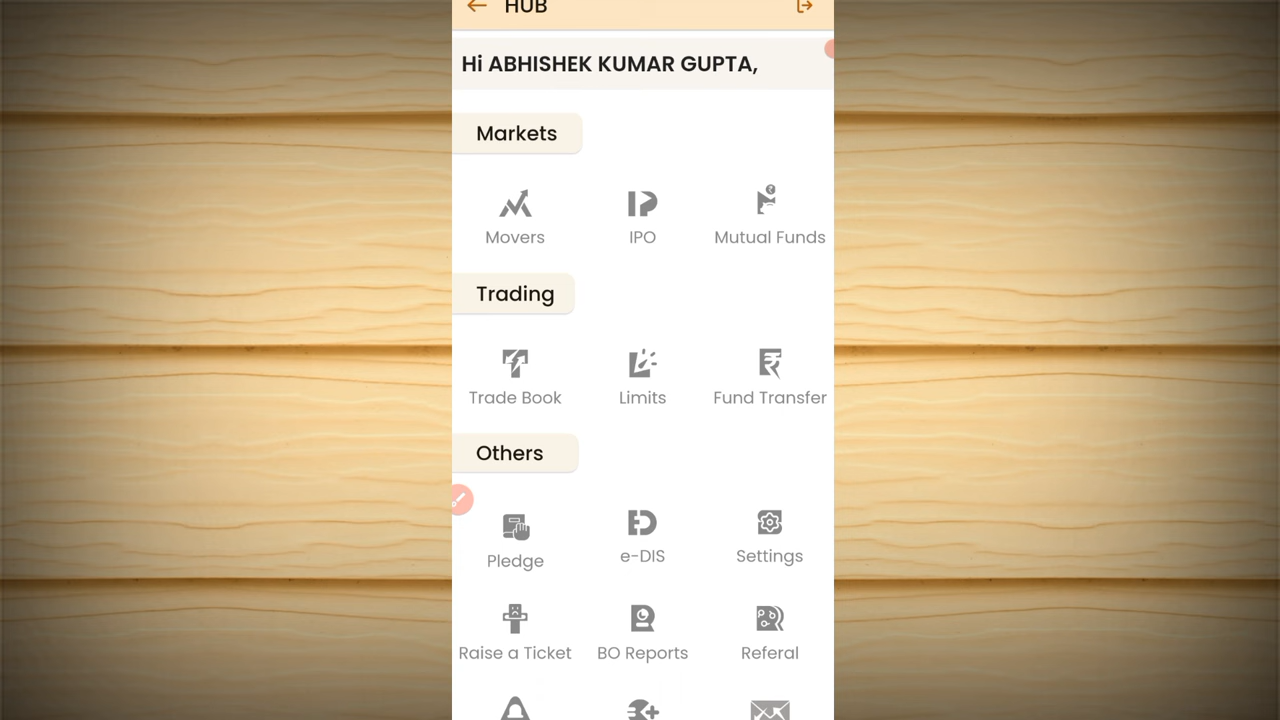 HUB
Hi ABHISHEK KUMAR GUPTA,
Markets
Movers IPO Mutual Funds
Trading
Trade Book Limits Fund Transfer
Others
Pledge e-DIS Settings
Raise a Ticket BO Reports Referal